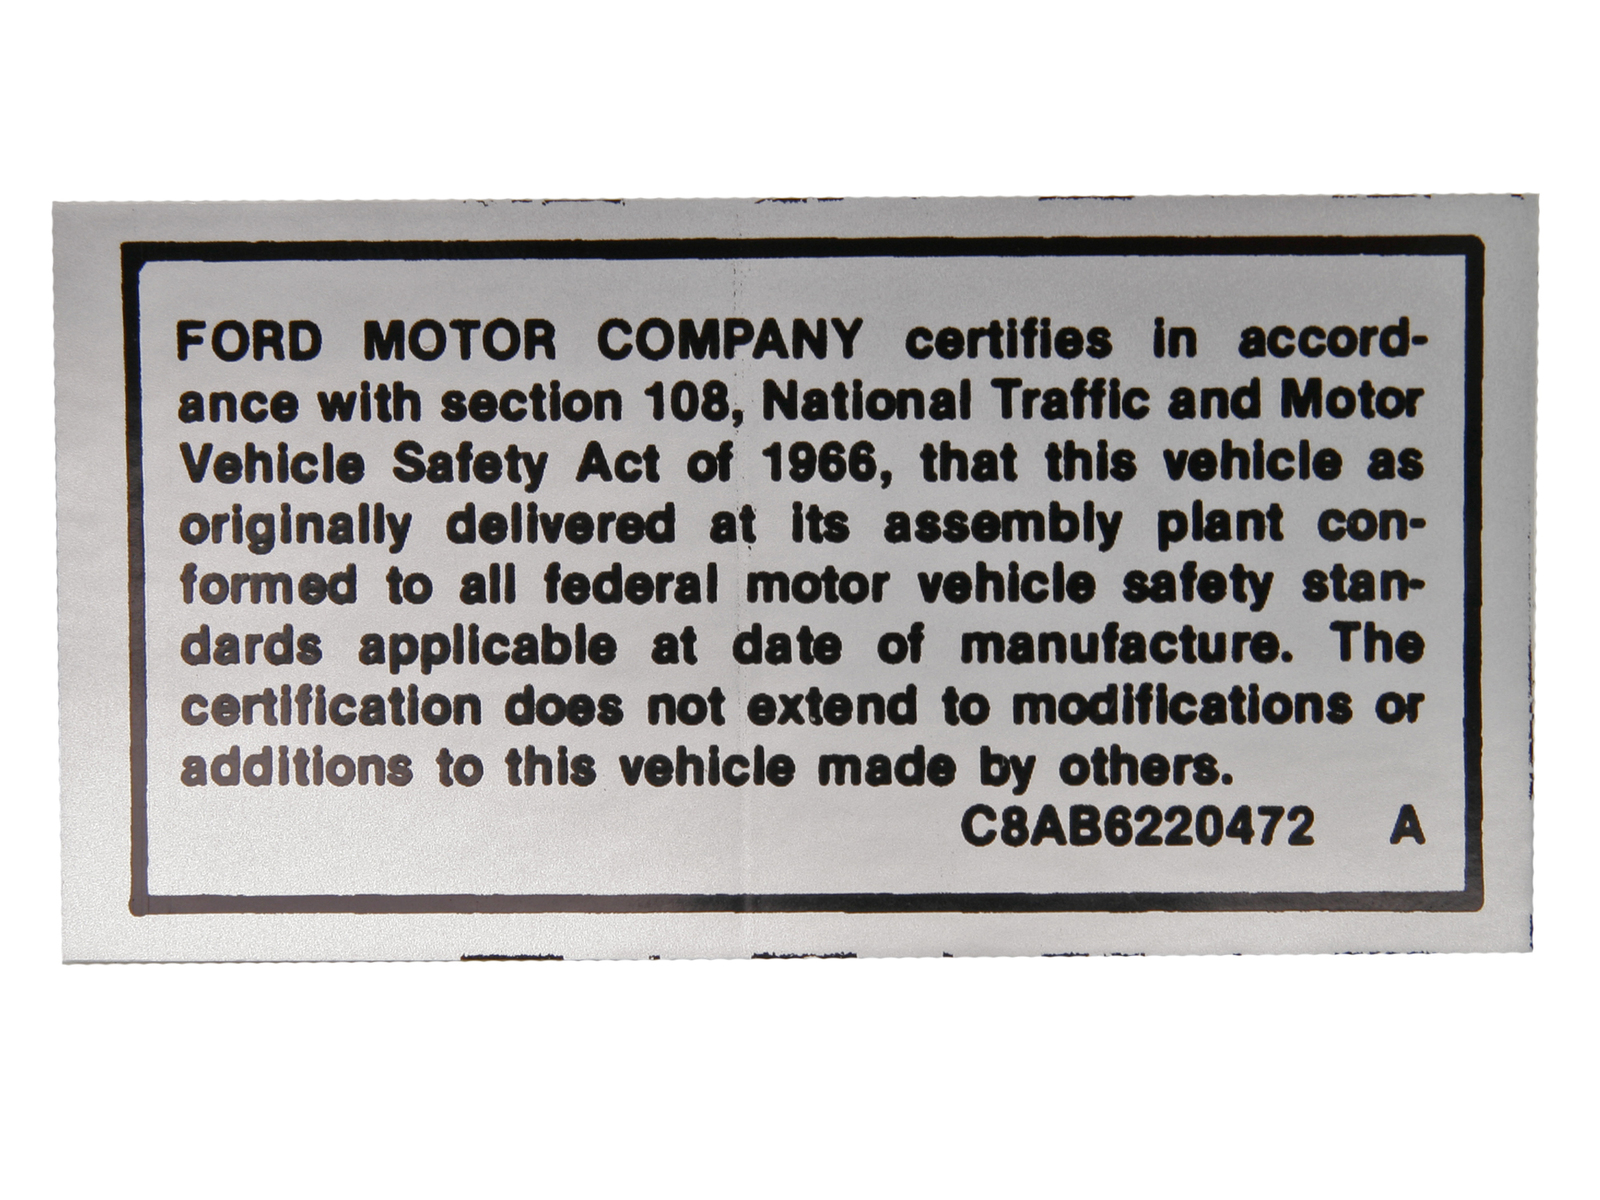 FORD MOTOR COMPANY certifies in accord-
ance with section 108, National Traffic and Motor
Vehicle Safety Act of 1966, that this vehicle as
originally delivered at its assembly plant con-
formed to all federal motor vehicle safety stan-
dards applicable at date of manufacture. The
certification does not extend to modifications or
additions to this vehicle made by others.
C8AB6220472 A